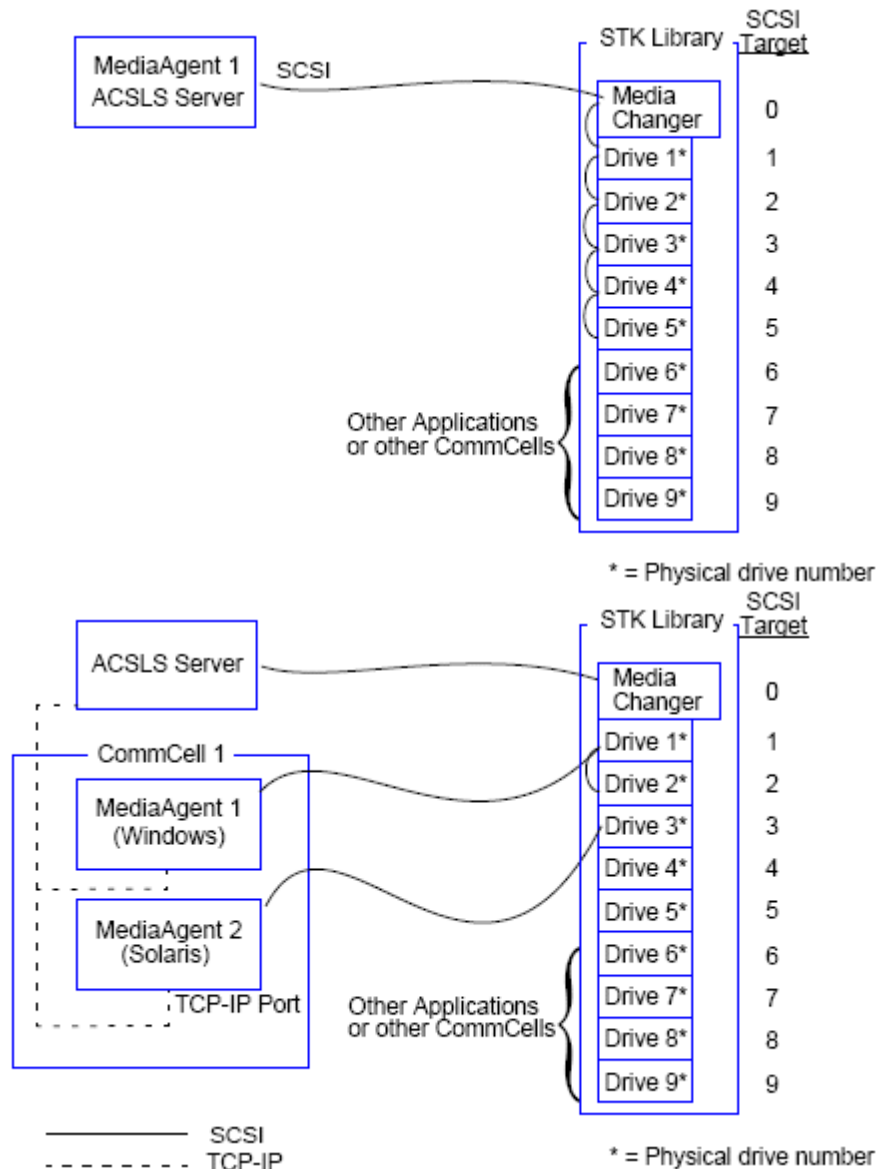 MediaAgent 1
ACSLS Server
SCSI
STK Library
SCSI
Target
Media
Changer
0
Drive 1*
1
Drive 2*
2
Drive 3*
3
Drive 4*
4
Drive 5*
5
Drive 6*
6
Drive 7*
7
Drive 8*
8
Drive 9*
9
Other Applications
or other CommCells
* = Physical drive number
ACSLS Server
STK Library
SCSI
Target
Media
Changer
0
CommCell 1
MediaAgent 1
(Windows)
MediaAgent 2
(Solaris)
TCP-IP Port
Drive 1*
1
Drive 2*
2
Drive 3*
3
Drive 4*
4
Drive 5*
5
Drive 6*
6
Drive 7*
7
Drive 8*
8
Drive 9*
9
Other Applications
or other CommCells
SCSI
TCP-IP
* = Physical drive number